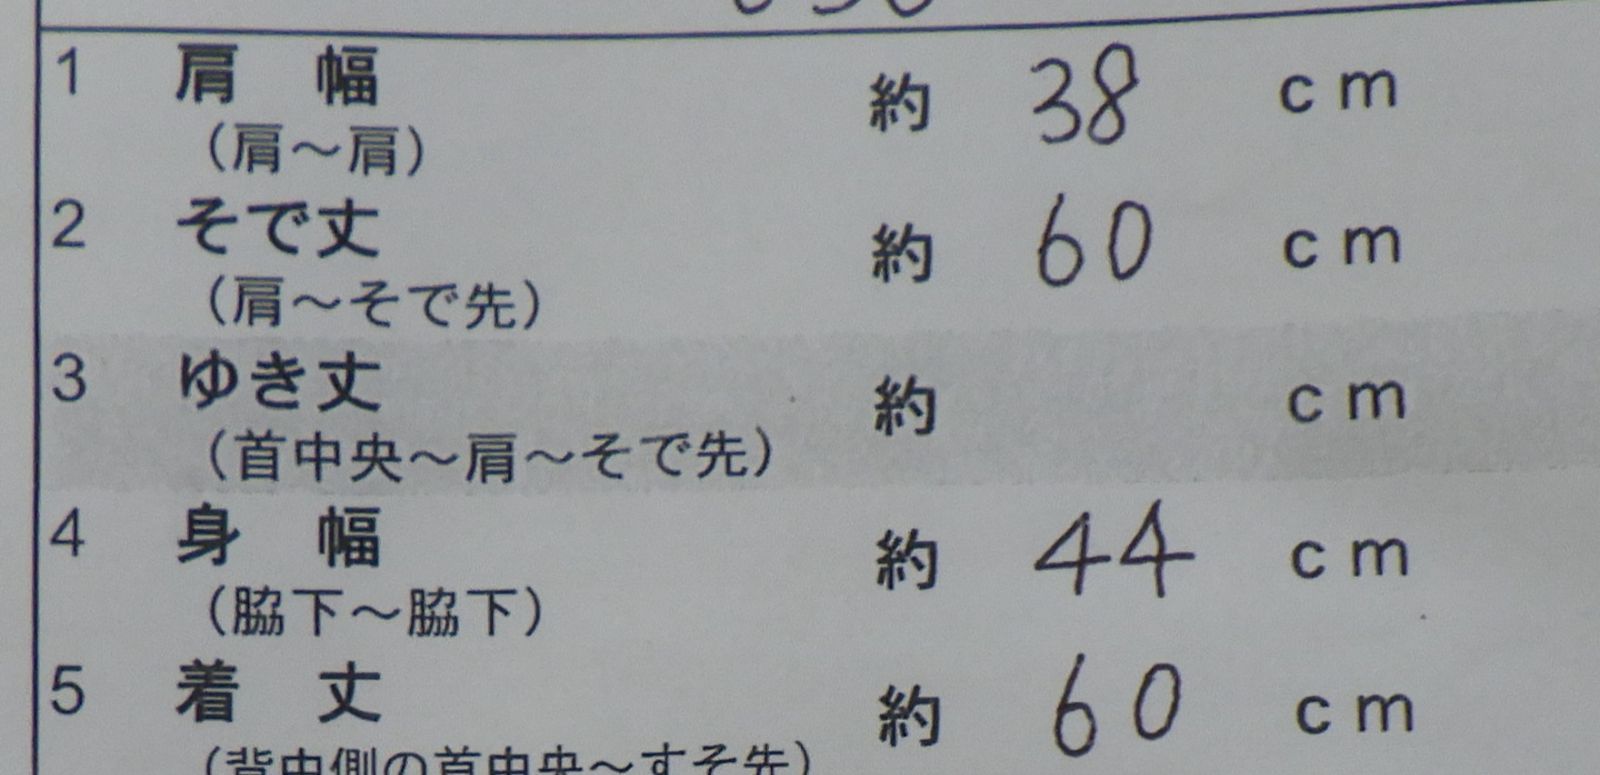 1 肩　幅 約 38 cm
（肩～肩）
2 そで丈 約 60 cm
（肩～そで先）
3 ゆき丈 約 cm
（首中央～肩～そで先）
4 身　幅 約 44 cm
（脇下～脇下）
5 着　丈 約 60 cm
（背中側の首中央～すそ先）